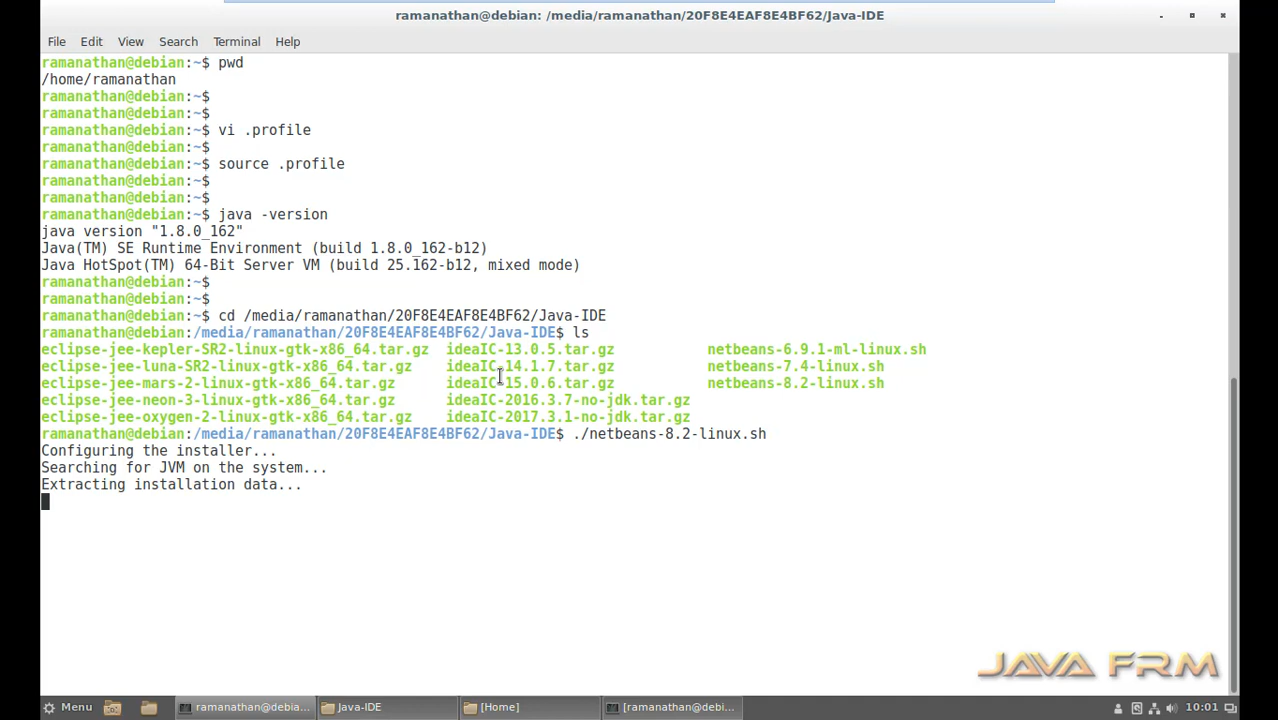 ramanathan@debian: /media/ramanathan/20F8E4EAF8E4BF62/Java-IDE
File Edit View Search Terminal Help
ramanathan@debian:~$ pwd
/home/ramanathan
ramanathan@debian:~$
ramanathan@debian:~$
ramanathan@debian:~$ vi .profile
ramanathan@debian:~$
ramanathan@debian:~$ source .profile
ramanathan@debian:~$
ramanathan@debian:~$
ramanathan@debian:~$ java -version
java version "1.8.0_162"
Java(TM) SE Runtime Environment (build 1.8.0_162-b12)
Java HotSpot(TM) 64-Bit Server VM (build 25.162-b12, mixed mode)
ramanathan@debian:~$
ramanathan@debian:~$
ramanathan@debian:~$ cd /media/ramanathan/20F8E4EAF8E4BF62/Java-IDE
ramanathan@debian:/media/ramanathan/20F8E4EAF8E4BF62/Java-IDE$ ls
eclipse-jee-kepler-SR2-linux-gtk-x86_64.tar.gz ideaIC-13.0.5.tar.gz netbeans-6.9.1-ml-linux.sh
eclipse-jee-luna-SR2-linux-gtk-x86_64.tar.gz ideaIC-14.1.7.tar.gz netbeans-7.4-linux.sh
eclipse-jee-mars-2-linux-gtk-x86_64.tar.gz ideaIC-15.0.6.tar.gz netbeans-8.2-linux.sh
eclipse-jee-neon-3-linux-gtk-x86_64.tar.gz ideaIC-2016.3.7-no-jdk.tar.gz
eclipse-jee-oxygen-2-linux-gtk-x86_64.tar.gz ideaIC-2017.3.1-no-jdk.tar.gz
ramanathan@debian:/media/ramanathan/20F8E4EAF8E4BF62/Java-IDE$ ./netbeans-8.2-linux.sh
Configuring the installer...
Searching for JVM on the system...
Extracting installation data...
JAVA FRM
Menu ramanathan@debia... Java-IDE [Home] [ramanathan@debi... 10:01